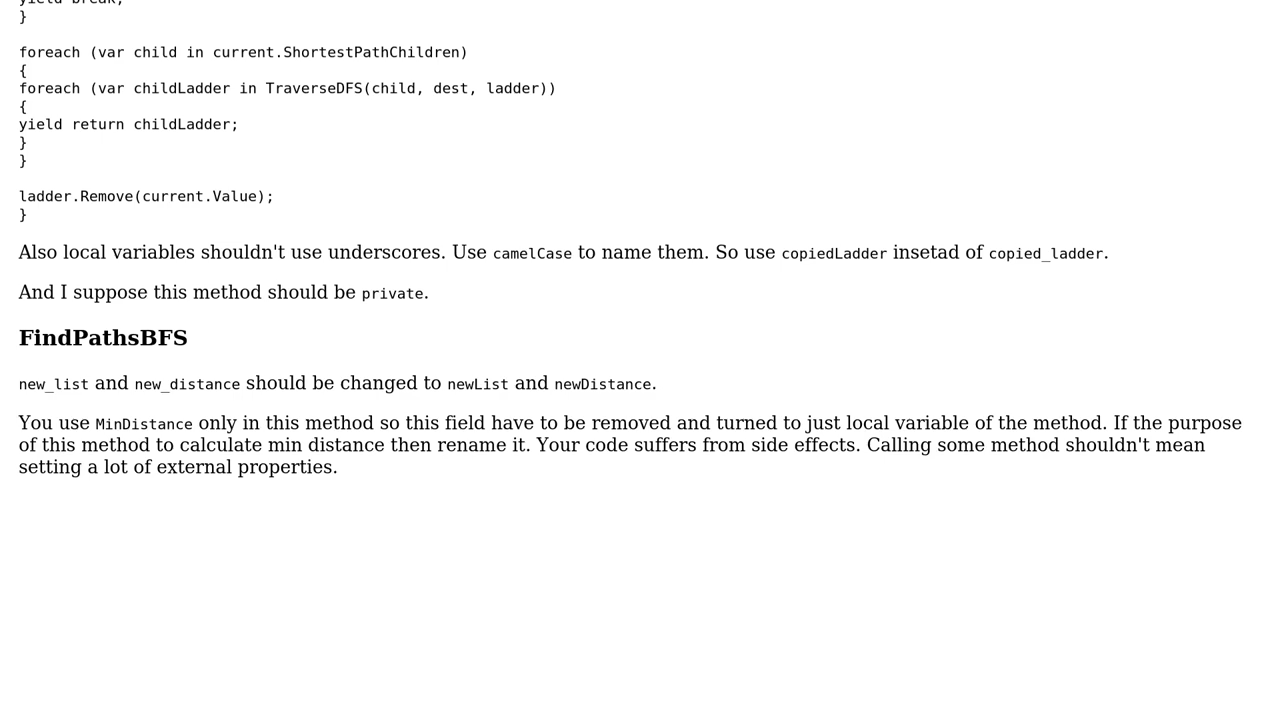 yield break;
}
foreach (var child in current.ShortestPathChildren)
{
foreach (var childLadder in TraverseDFS(child, dest, ladder))
{
yield return childLadder;
}
}
ladder.Remove(current.Value);
}
Also local variables shouldn't use underscores. Use camelCase to name them. So use copiedLadder insetad of copied_ladder.
And I suppose this method should be private.
FindPathsBFS
new_list and new_distance should be changed to newList and newDistance.
You use MinDistance only in this method so this field have to be removed and turned to just local variable of the method. If the purpose
of this method to calculate min distance then rename it. Your code suffers from side effects. Calling some method shouldn't mean
setting a lot of external properties.